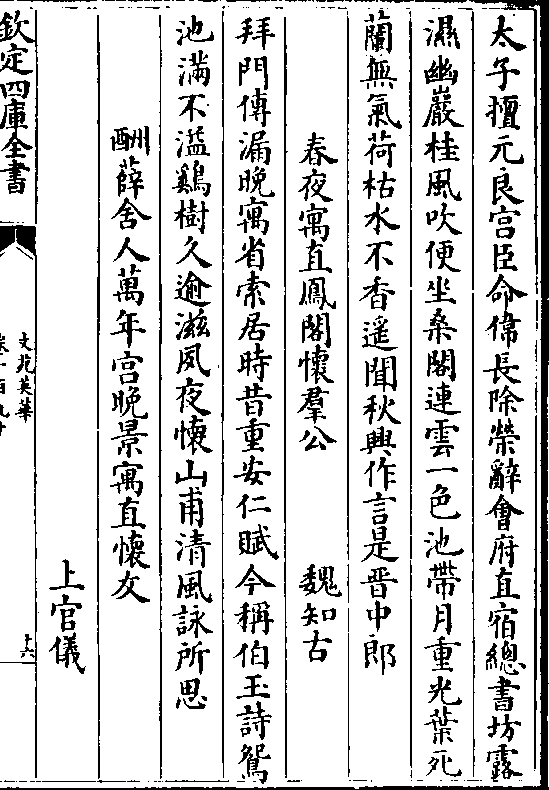 太子擅元良宫臣命偉長除榮辭會府直宿總書坊露
濕幽巖桂風吹便坐桑閣連雲一色池帶月重光葉死
蘭無氣荷枯水不香遥聞秋興作言是晋中郎
春夜寓直鳳閣懷羣公 魏知古
拜門傳漏晚寓省索居時昔重安仁賦今稱伯玉詩鴛
池滿不溢鷄樹久逾滋夙夜懷山甫清風詠所思
酬薛舍人萬年宫晚景寓直懷友
上官儀
欽定四庫全書
文苑英華
卷一百九十
十六